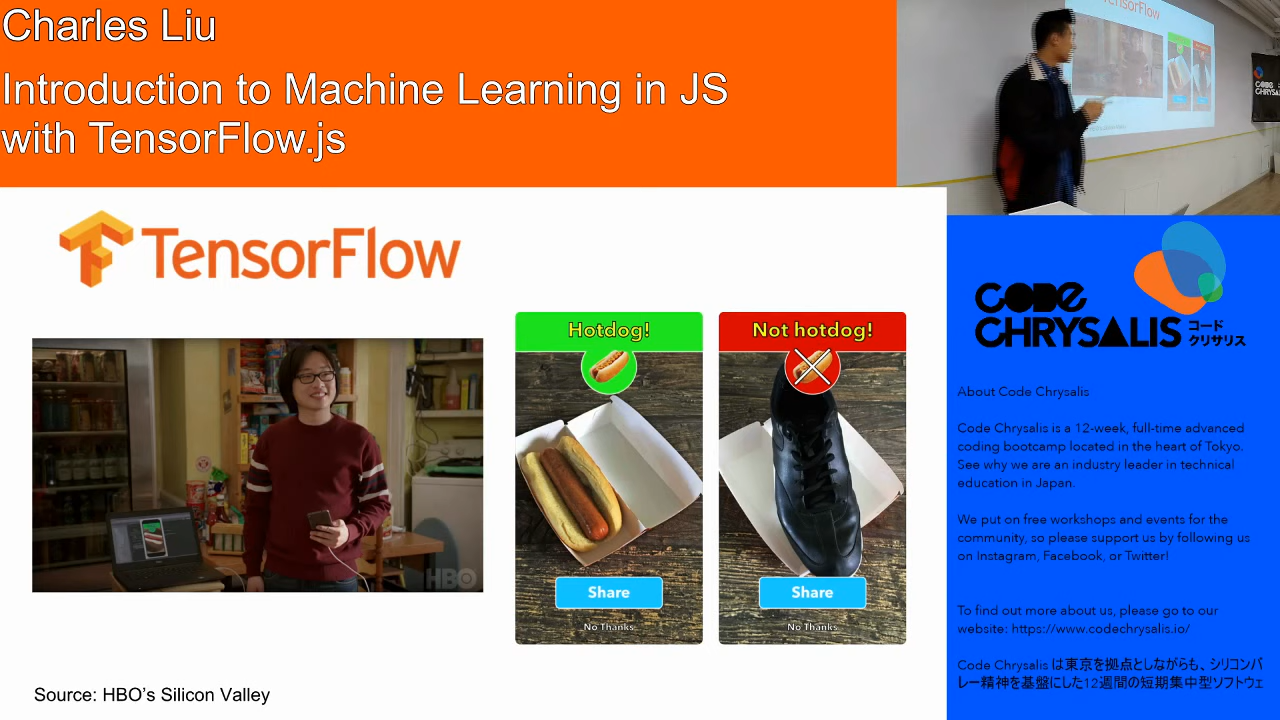 Charles Liu
Introduction to Machine Learning in JS
with TensorFlow.js
TensorFlow
TensorFlow
CODE
CHRYSALIS
Hotdog!
Not hotdog!
Share
No Thanks
Share
No Thanks
HBO
Source: HBO's Silicon Valley
CODE
CHRYSALIS コード
クリサリス
About Code Chrysalis
Code Chrysalis is a 12-week, full-time advanced
coding bootcamp located in the heart of Tokyo.
See why we are an industry leader in technical
education in Japan.
We put on free workshops and events for the
community, so please support us by following us
on Instagram, Facebook, or Twitter!
To find out more about us, please go to our
website: https://www.codechrysalis.io/
Code Chrysalis は東京を拠点としながらも、シリコンバ
レー精神を基盤にした12週間の短期集中型ソフトウェ